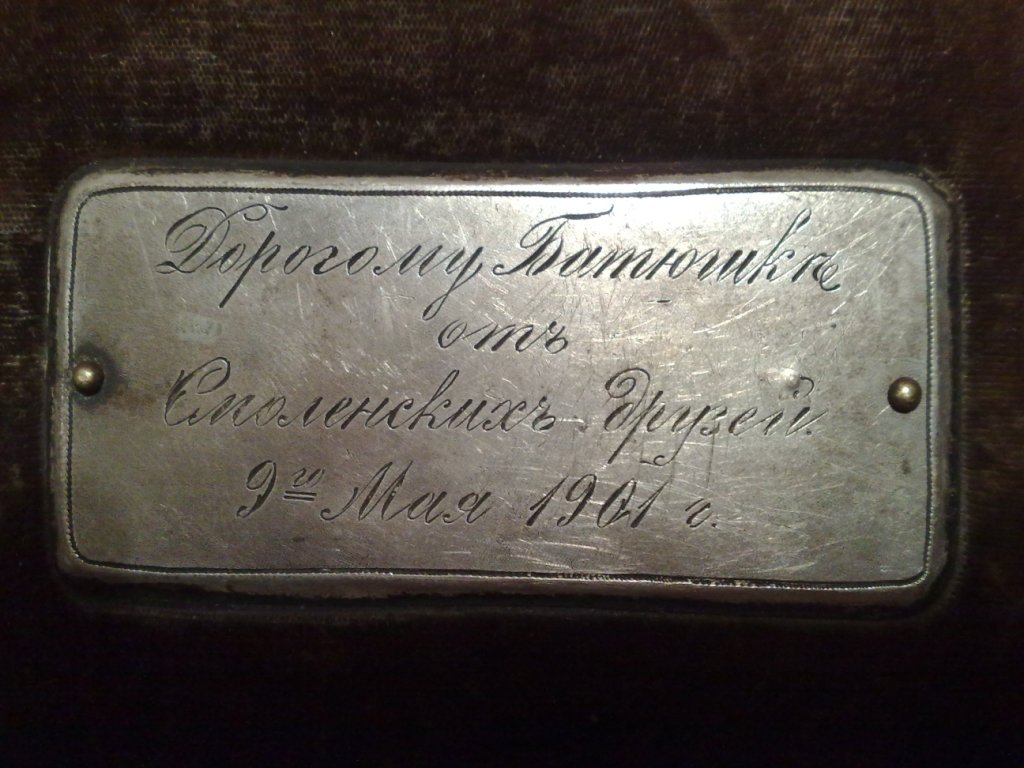 Дорогому Батюшкѣ
отъ
Смоленскихъ друзей.
9го Мая 1901 г.